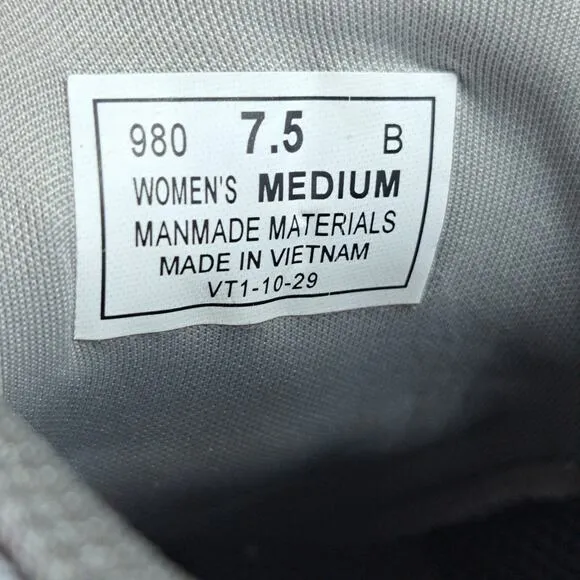 980 7.5 B
WOMEN'S MEDIUM
MANMADE MATERIALS
MADE IN VIETNAM
VT1-10-29